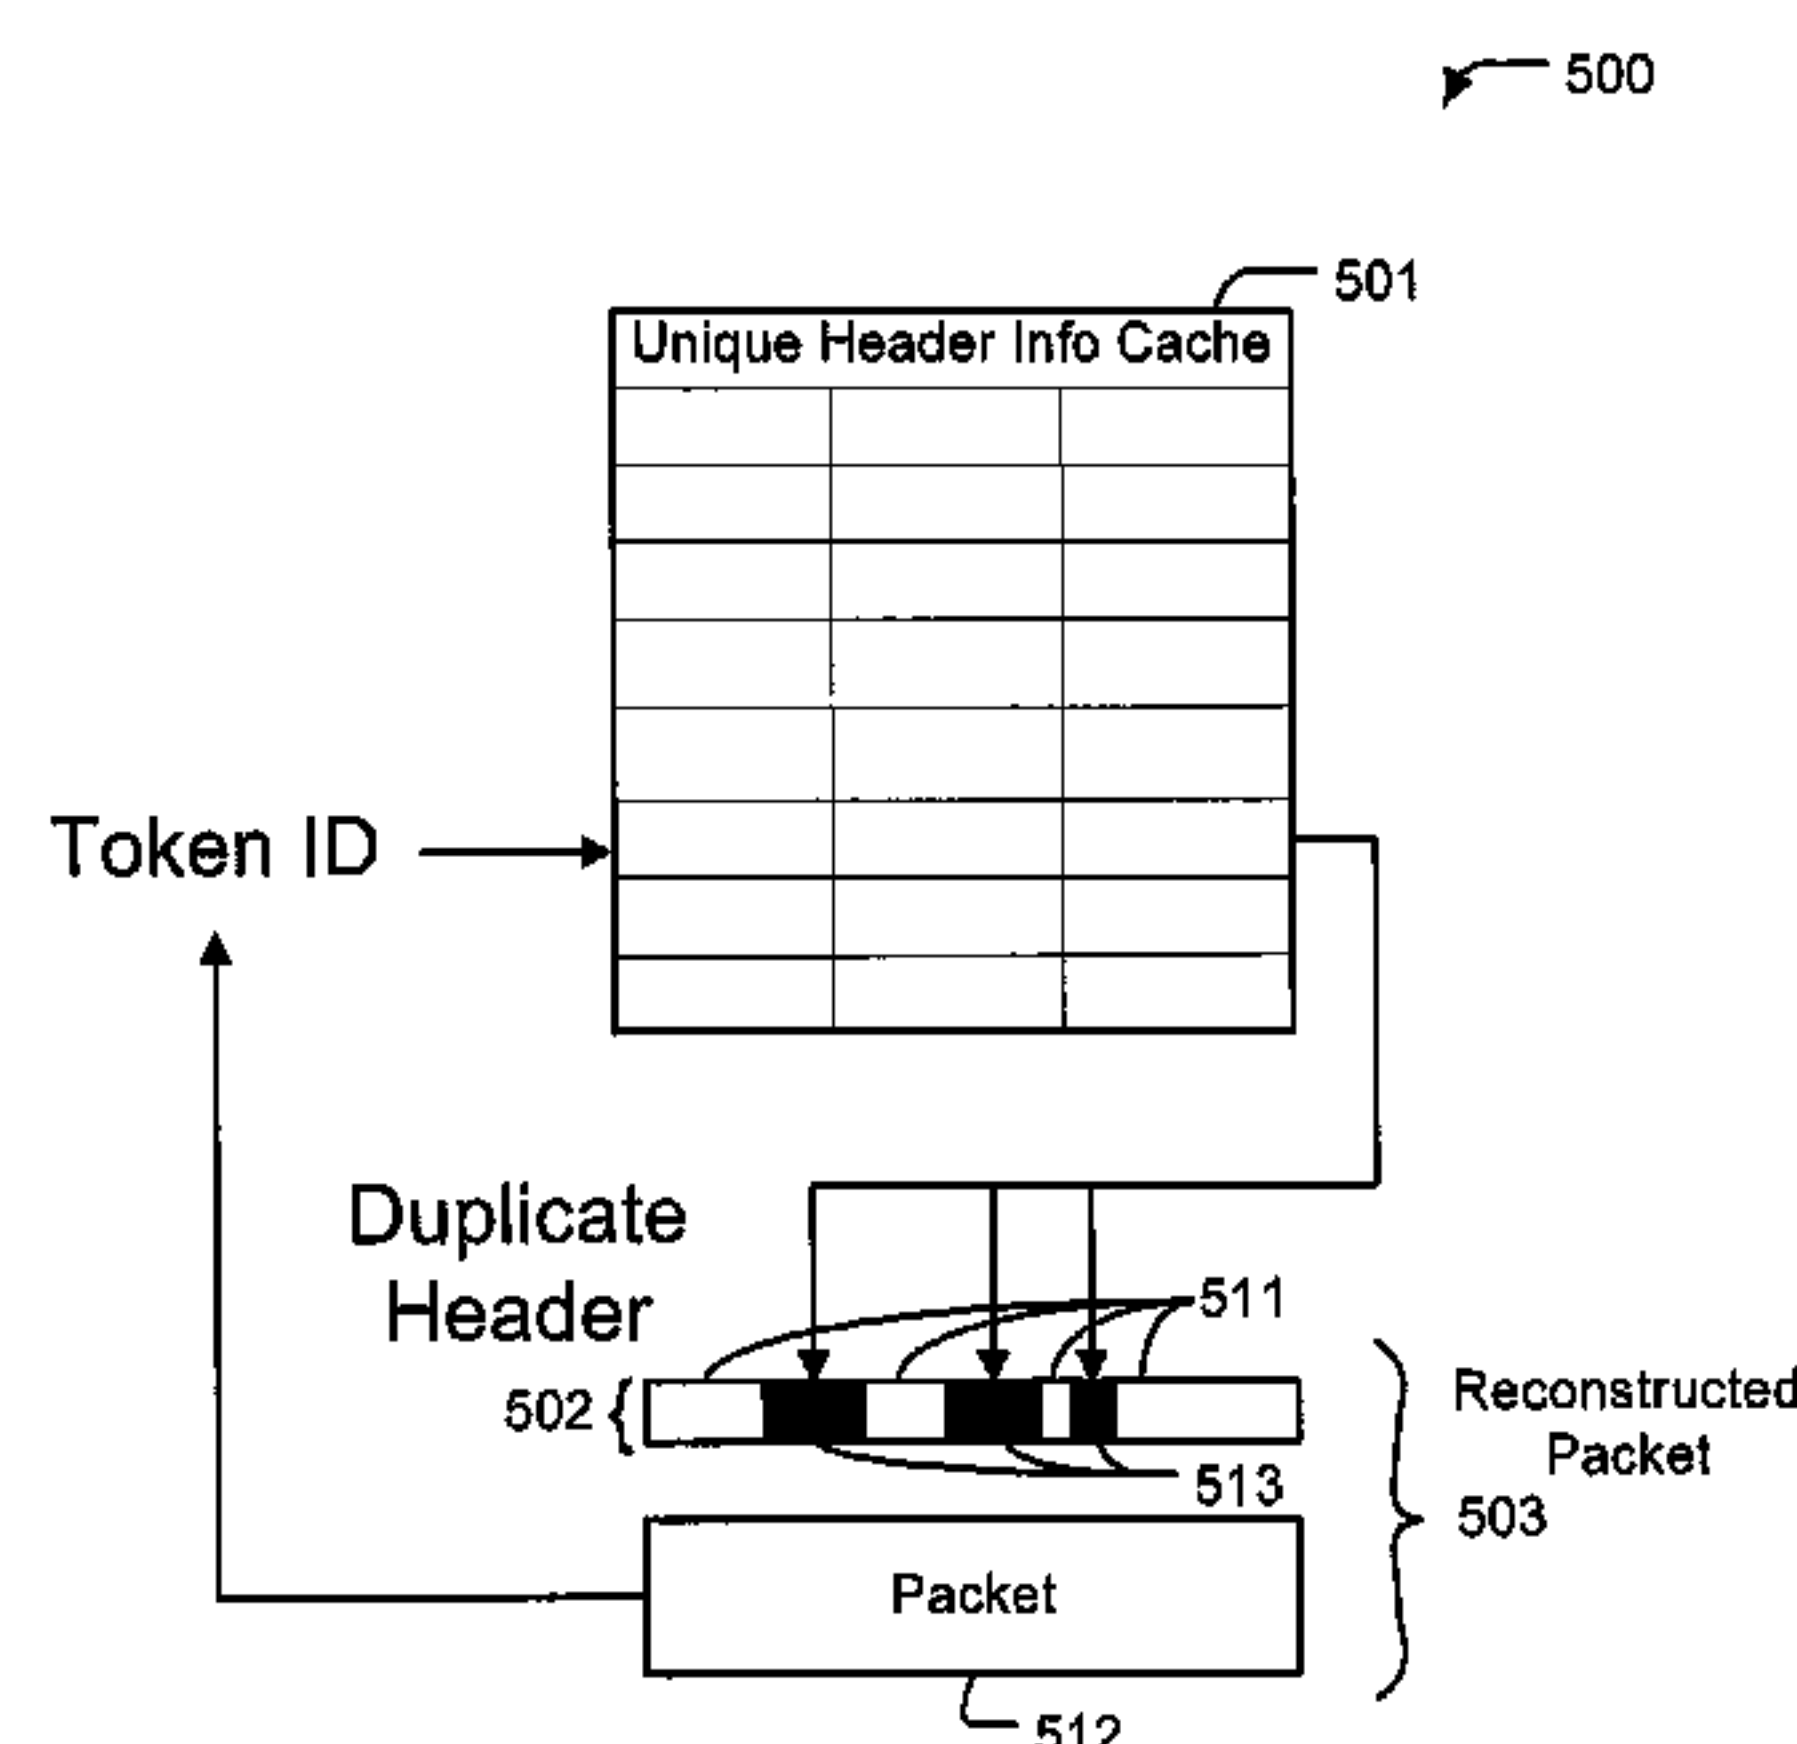 500
501
Unique Header Info Cache
Token ID
Duplicate
Header
511
502
513
Reconstructed
Packet
503
Packet
512